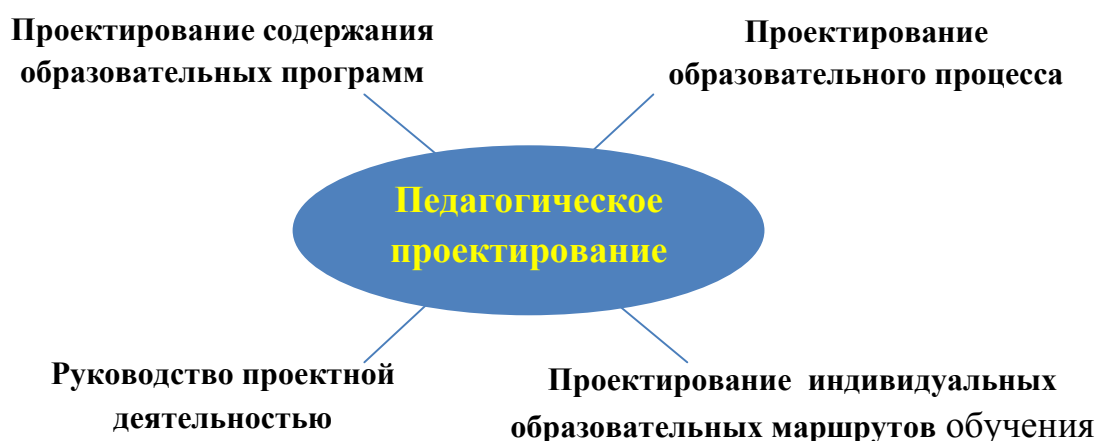 Проектирование содержания
образовательных программ
Проектирование
образовательного процесса
Педагогическое
проектирование
Руководство проектной
деятельностью
Проектирование индивидуальных
образовательных маршрутов обучения